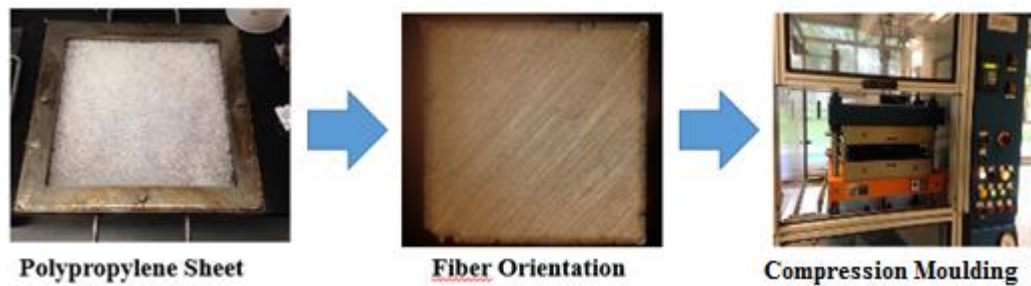 Polypropylene Sheet
Fiber Orientation
Compression Moulding